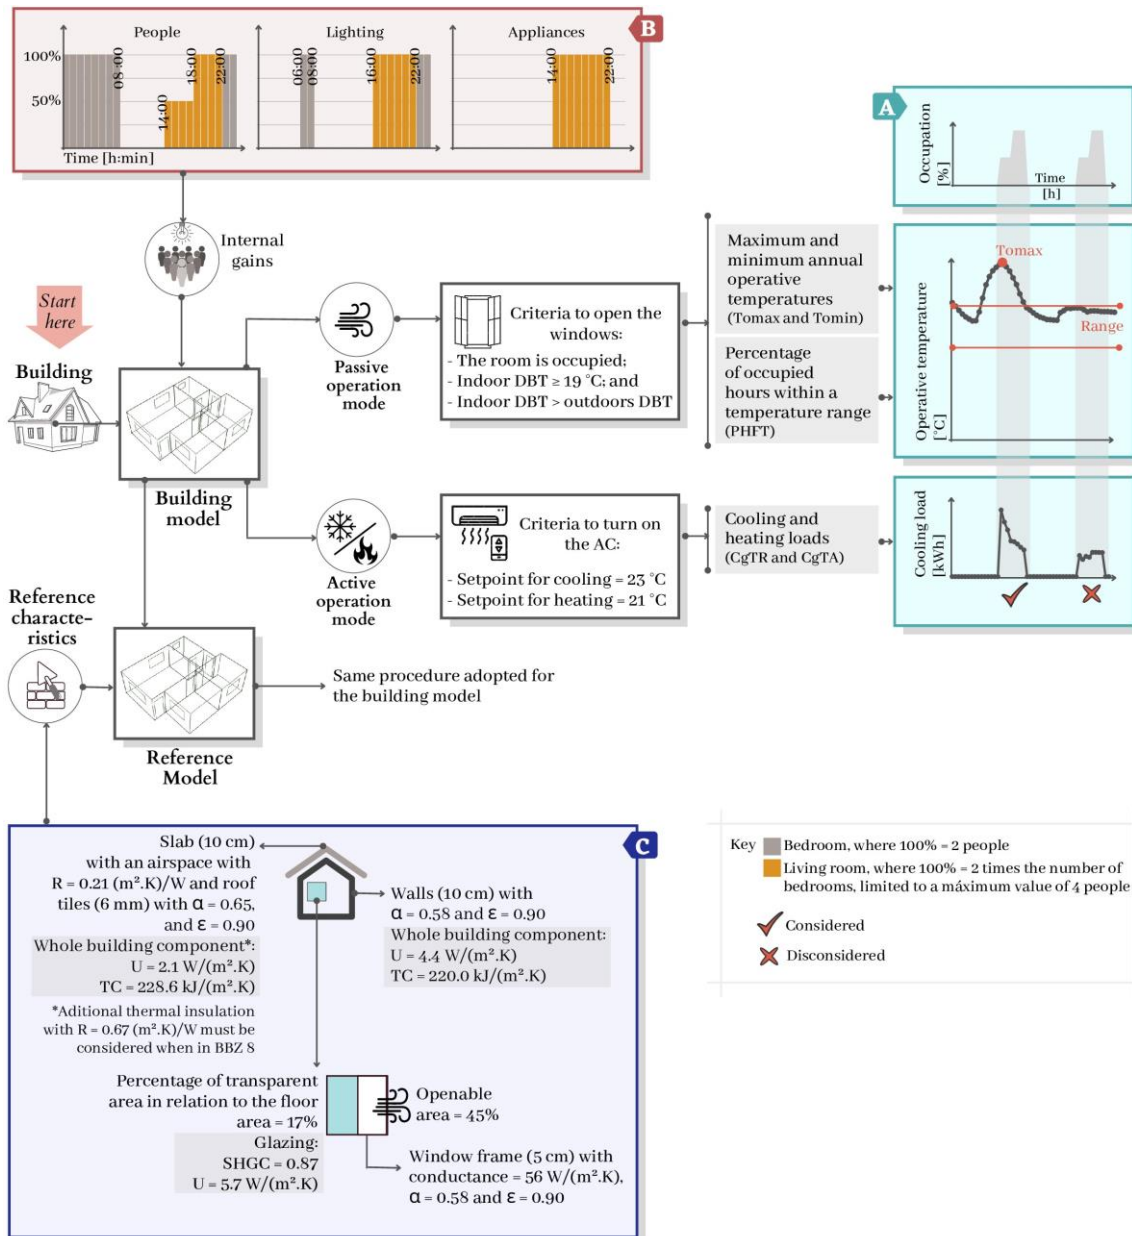 B
People
Lighting
Appliances
100%
50%
08:00
14:00
18:00
22:00
06:00
08:00
16:00
22:00
14:00
22:00
Time [h:min]
A
Occupation
[%]
Time
[h]
Internal
gains
Start
here
Building
Building
model
Passive
operation
mode
Criteria to open the
windows:
- The room is occupied;
- Indoor DBT ≥ 19 °C; and
- Indoor DBT > outdoors DBT
Maximum and
minimum annual
operative
temperatures
(Tomax and Tomin)
Percentage
of occupied
hours within a
temperature range
(PHFT)
Operative temperature
[°C]
Tomax
Range
Active
operation
mode
Criteria to turn on
the AC:
- Setpoint for cooling = 23 °C
- Setpoint for heating = 21 °C
Cooling and
heating loads
(CgTR and CgTA)
Cooling load
[kWh]
Reference
characte-
ristics
Reference
Model
Same procedure adopted for
the building model
C
Slab (10 cm)
with an airspace with
R = 0.21 (m².K)/W and roof
tiles (6 mm) with α = 0.65,
and ε = 0.90
Whole building component*:
U = 2.1 W/(m².K)
TC = 228.6 kJ/(m².K)
*Aditional thermal insulation
with R = 0.67 (m².K)/W must be
considered when in BBZ 8
Walls (10 cm) with
α = 0.58 and ε = 0.90
Whole building component:
U = 4.4 W/(m².K)
TC = 220.0 kJ/(m².K)
Percentage of transparent
area in relation to the floor
area = 17%
Glazing:
SHGC = 0.87
U = 5.7 W/(m².K)
Openable
area = 45%
Window frame (5 cm) with
conductance = 56 W/(m².K),
α = 0.58 and ε = 0.90
Key
Bedroom, where 100% = 2 people
Living room, where 100% = 2 times the number of
bedrooms, limited to a máximum value of 4 people
Considered
Disconsidered